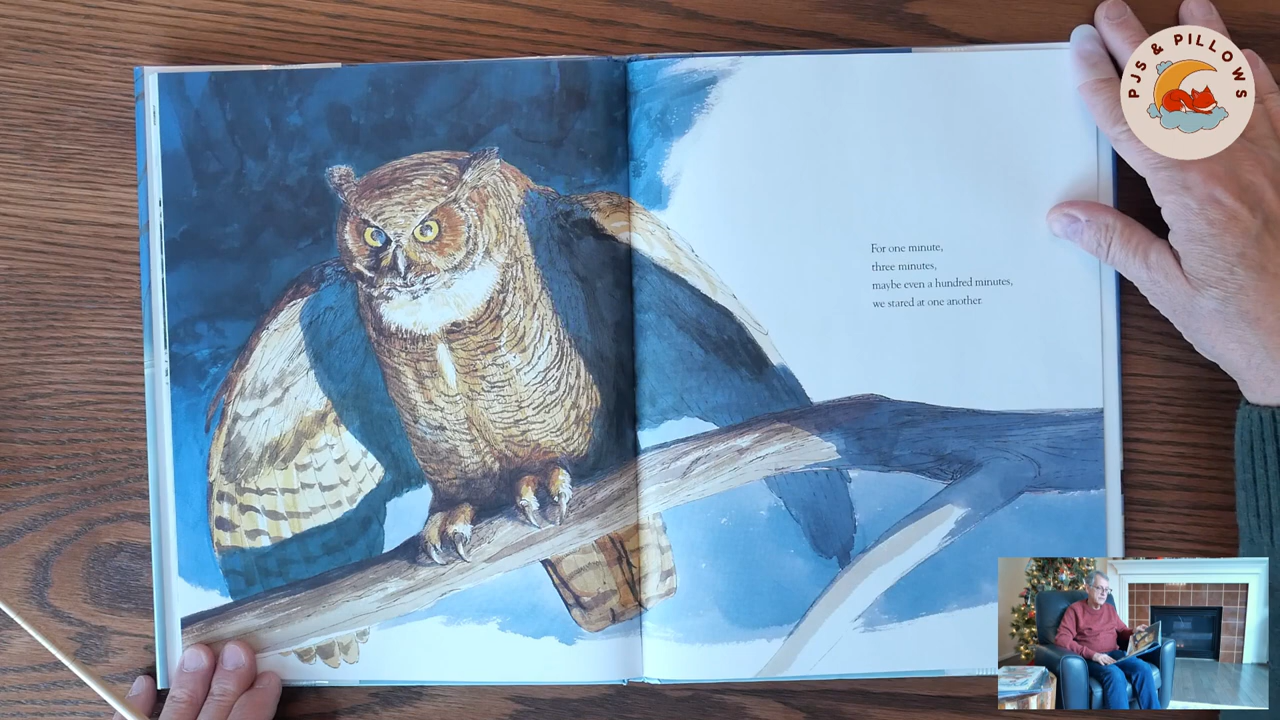 PJS & PILLOWS
For one minute,
three minutes,
maybe even a hundred minutes,
we stared at one another.